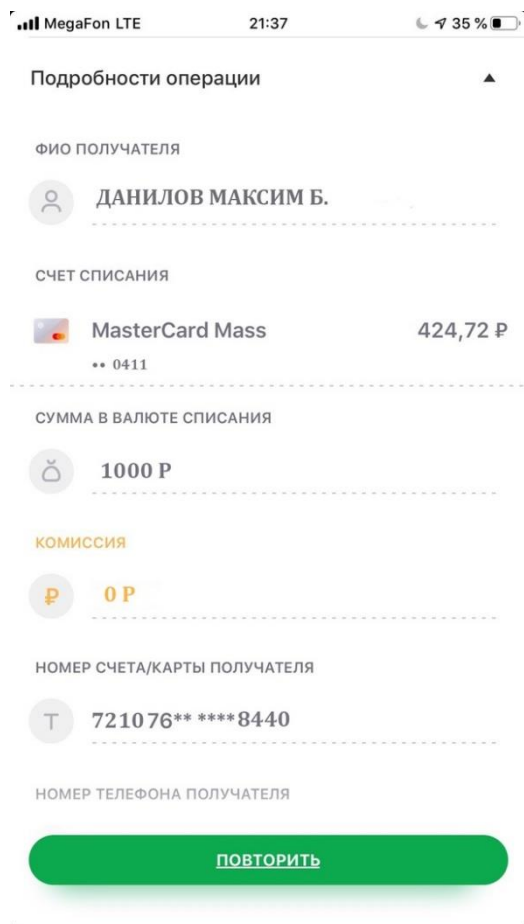 MegaFon LTE 21:37 35 %
Подробности операции
ФИО ПОЛУЧАТЕЛЯ
ДАНИЛОВ МАКСИМ Б.
СЧЕТ СПИСАНИЯ
MasterCard Mass 424,72 ₽
•• 0411
СУММА В ВАЛЮТЕ СПИСАНИЯ
1000 Р
КОМИССИЯ
₽ 0 Р
НОМЕР СЧЕТА/КАРТЫ ПОЛУЧАТЕЛЯ
T 721076** ****8440
НОМЕР ТЕЛЕФОНА ПОЛУЧАТЕЛЯ
ПОВТОРИТЬ